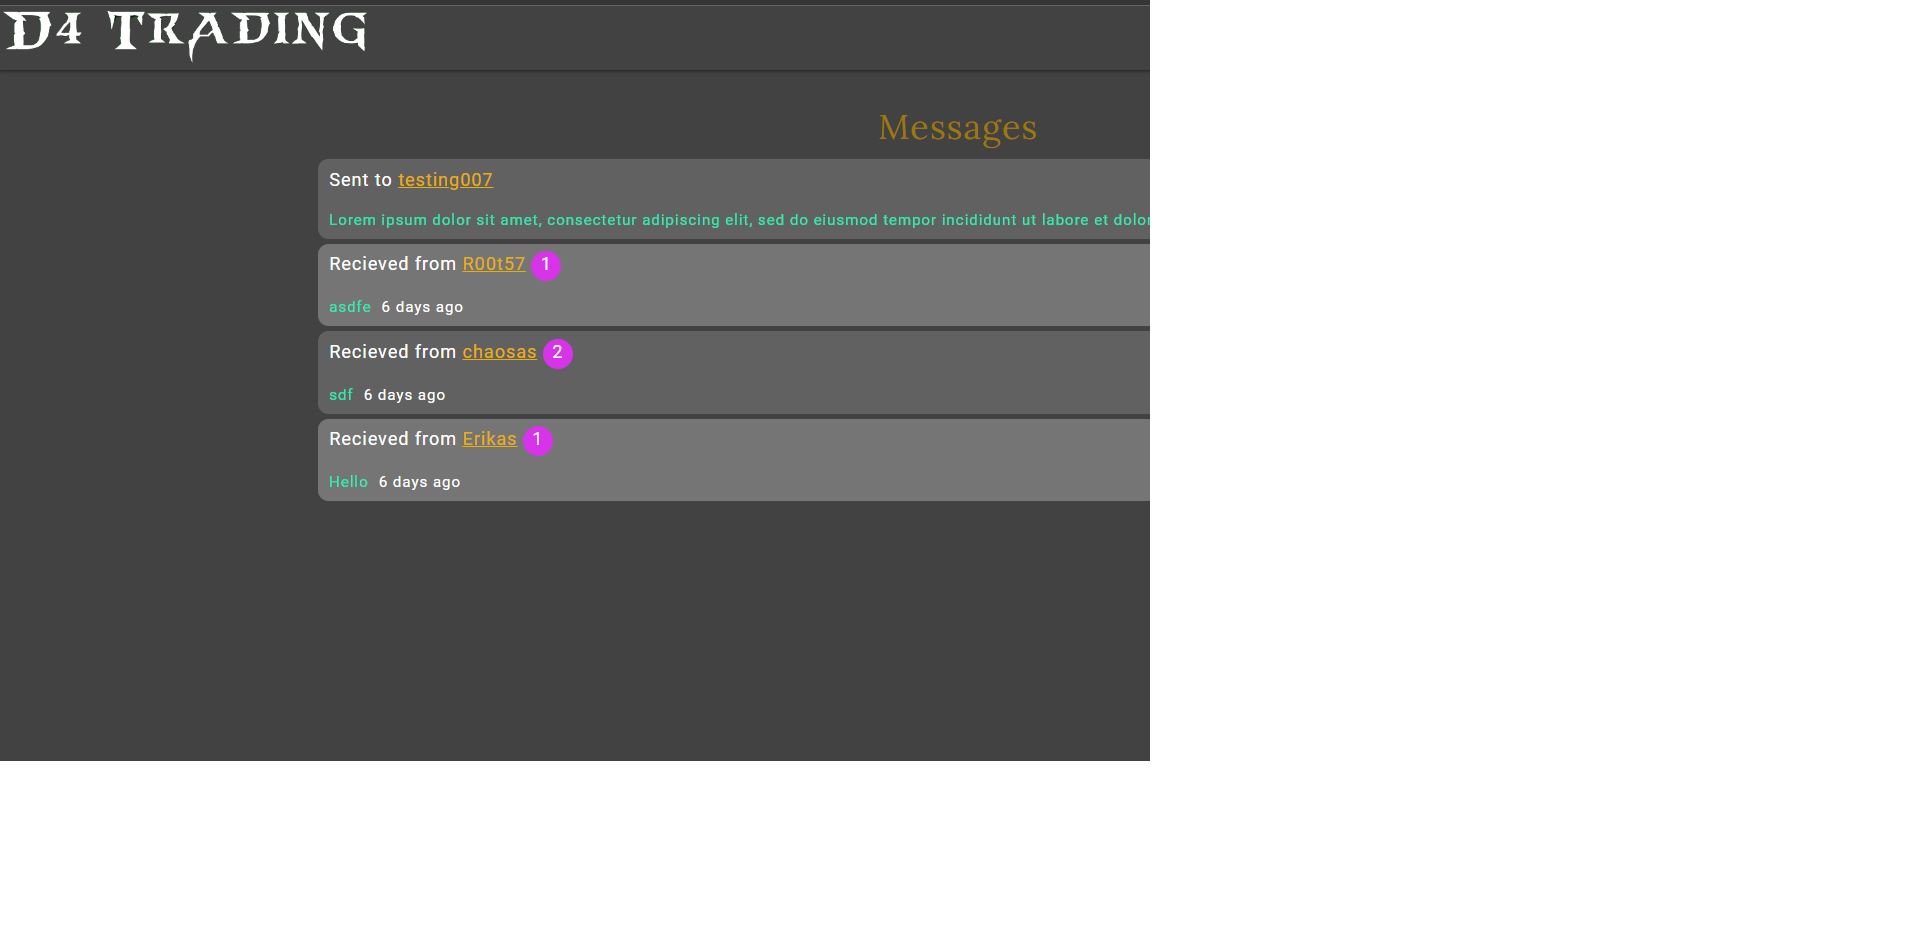 D4 Trading
Messages
Sent to testing007
Lorem ipsum dolor sit amet, consectetur adipiscing elit, sed do eiusmod tempor incididunt ut labore et dolor
Recieved from R00t57 1
asdfe 6 days ago
Recieved from chaosas 2
sdf 6 days ago
Recieved from Erikas 1
Hello 6 days ago